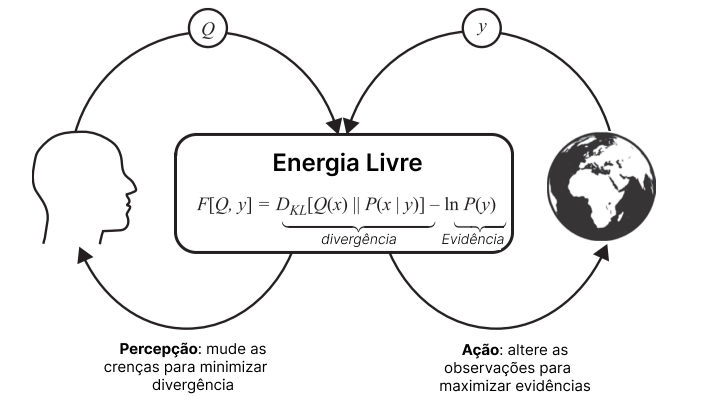 Q
y
Energia Livre
F[Q, y] = D_KL[Q(x) || P(x | y)] – ln P(y)
divergência
Evidência
Percepção: mude as
crenças para minimizar
divergência
Ação: altere as
observações para
maximizar evidências